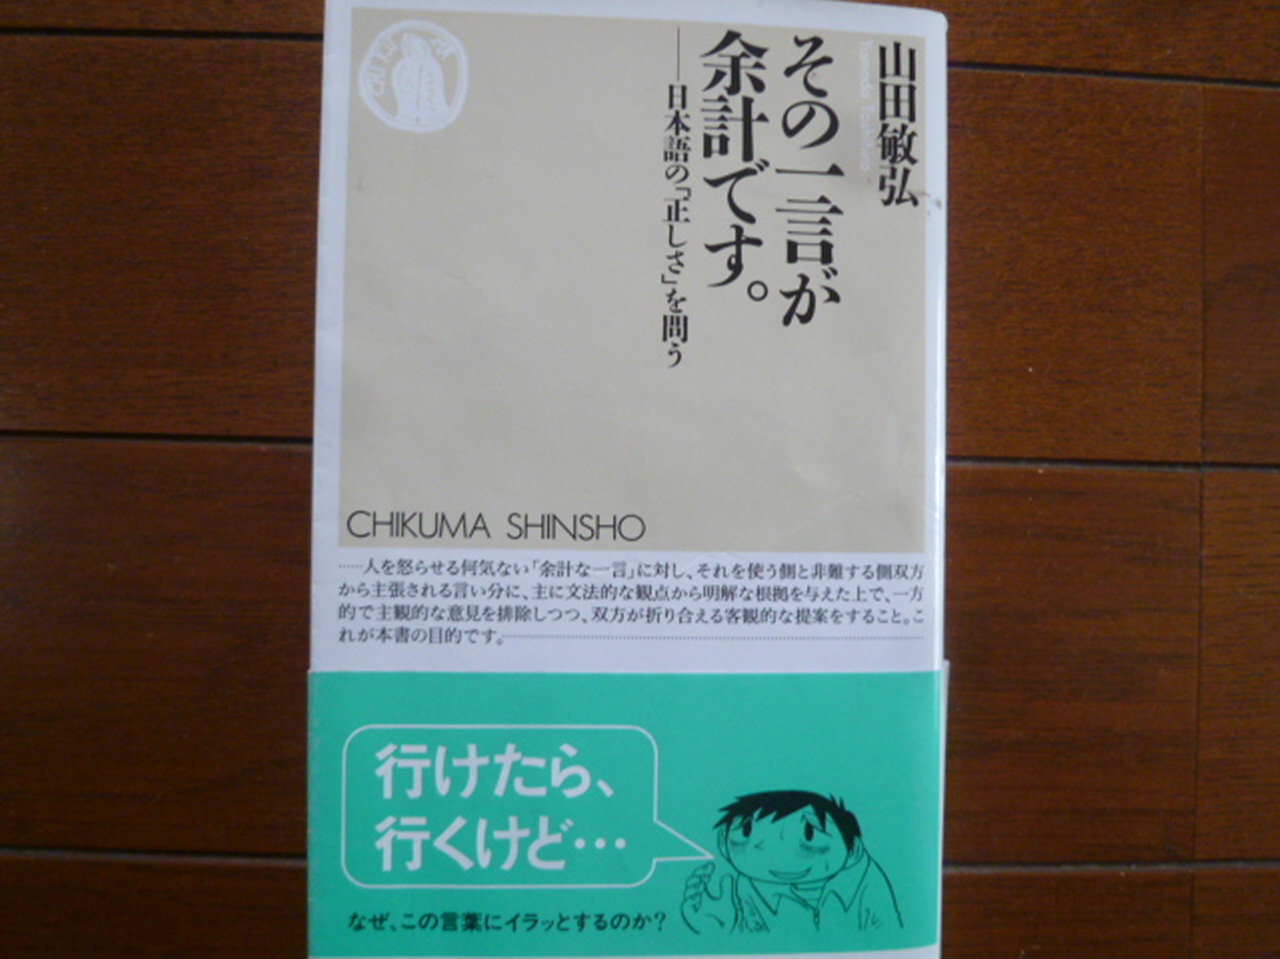 山田敏弘
その一言が
余計です。
──日本語の「正しさ」を問う
CHIKUMA SHINSHO
……人を怒らせる何気ない「余計な一言」に対し、それを使う側と非難する側双方
から主張される言い分に、主に文法的な観点から明解な根拠を与えた上で、一方
的で主観的な意見を排除しつつ、双方が折り合える客観的な提案をすること。こ
れが本書の目的です。
行けたら、
行くけど…
なぜ、この言葉にイラッとするのか?